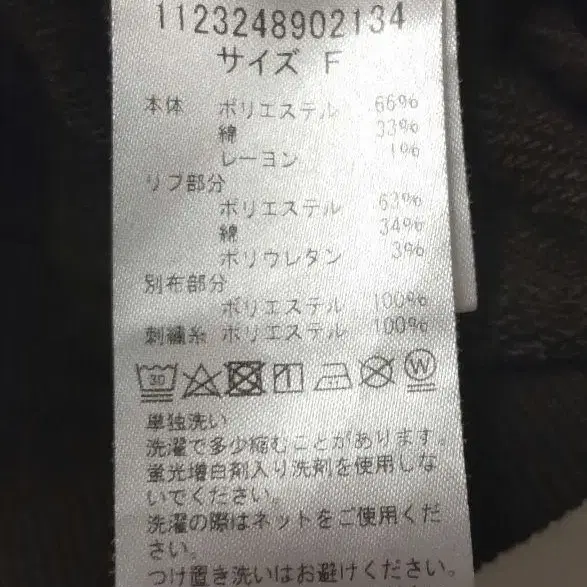 1123248902134
サイズ F
本体 ポリエステル 66%
綿 33%
レーヨン 1%
リブ部分
ポリエステル 63%
綿 34%
ポリウレタン 3%
別布部分
ポリエステル 100%
刺繍糸 ポリエステル 100%
30 W
単独洗い
洗濯で多少縮むことがあります。
蛍光増白剤入り洗剤を使用しな
いでください。
洗濯の際はネットをご使用くだ
さい。
つけ置き洗いはお避けください。